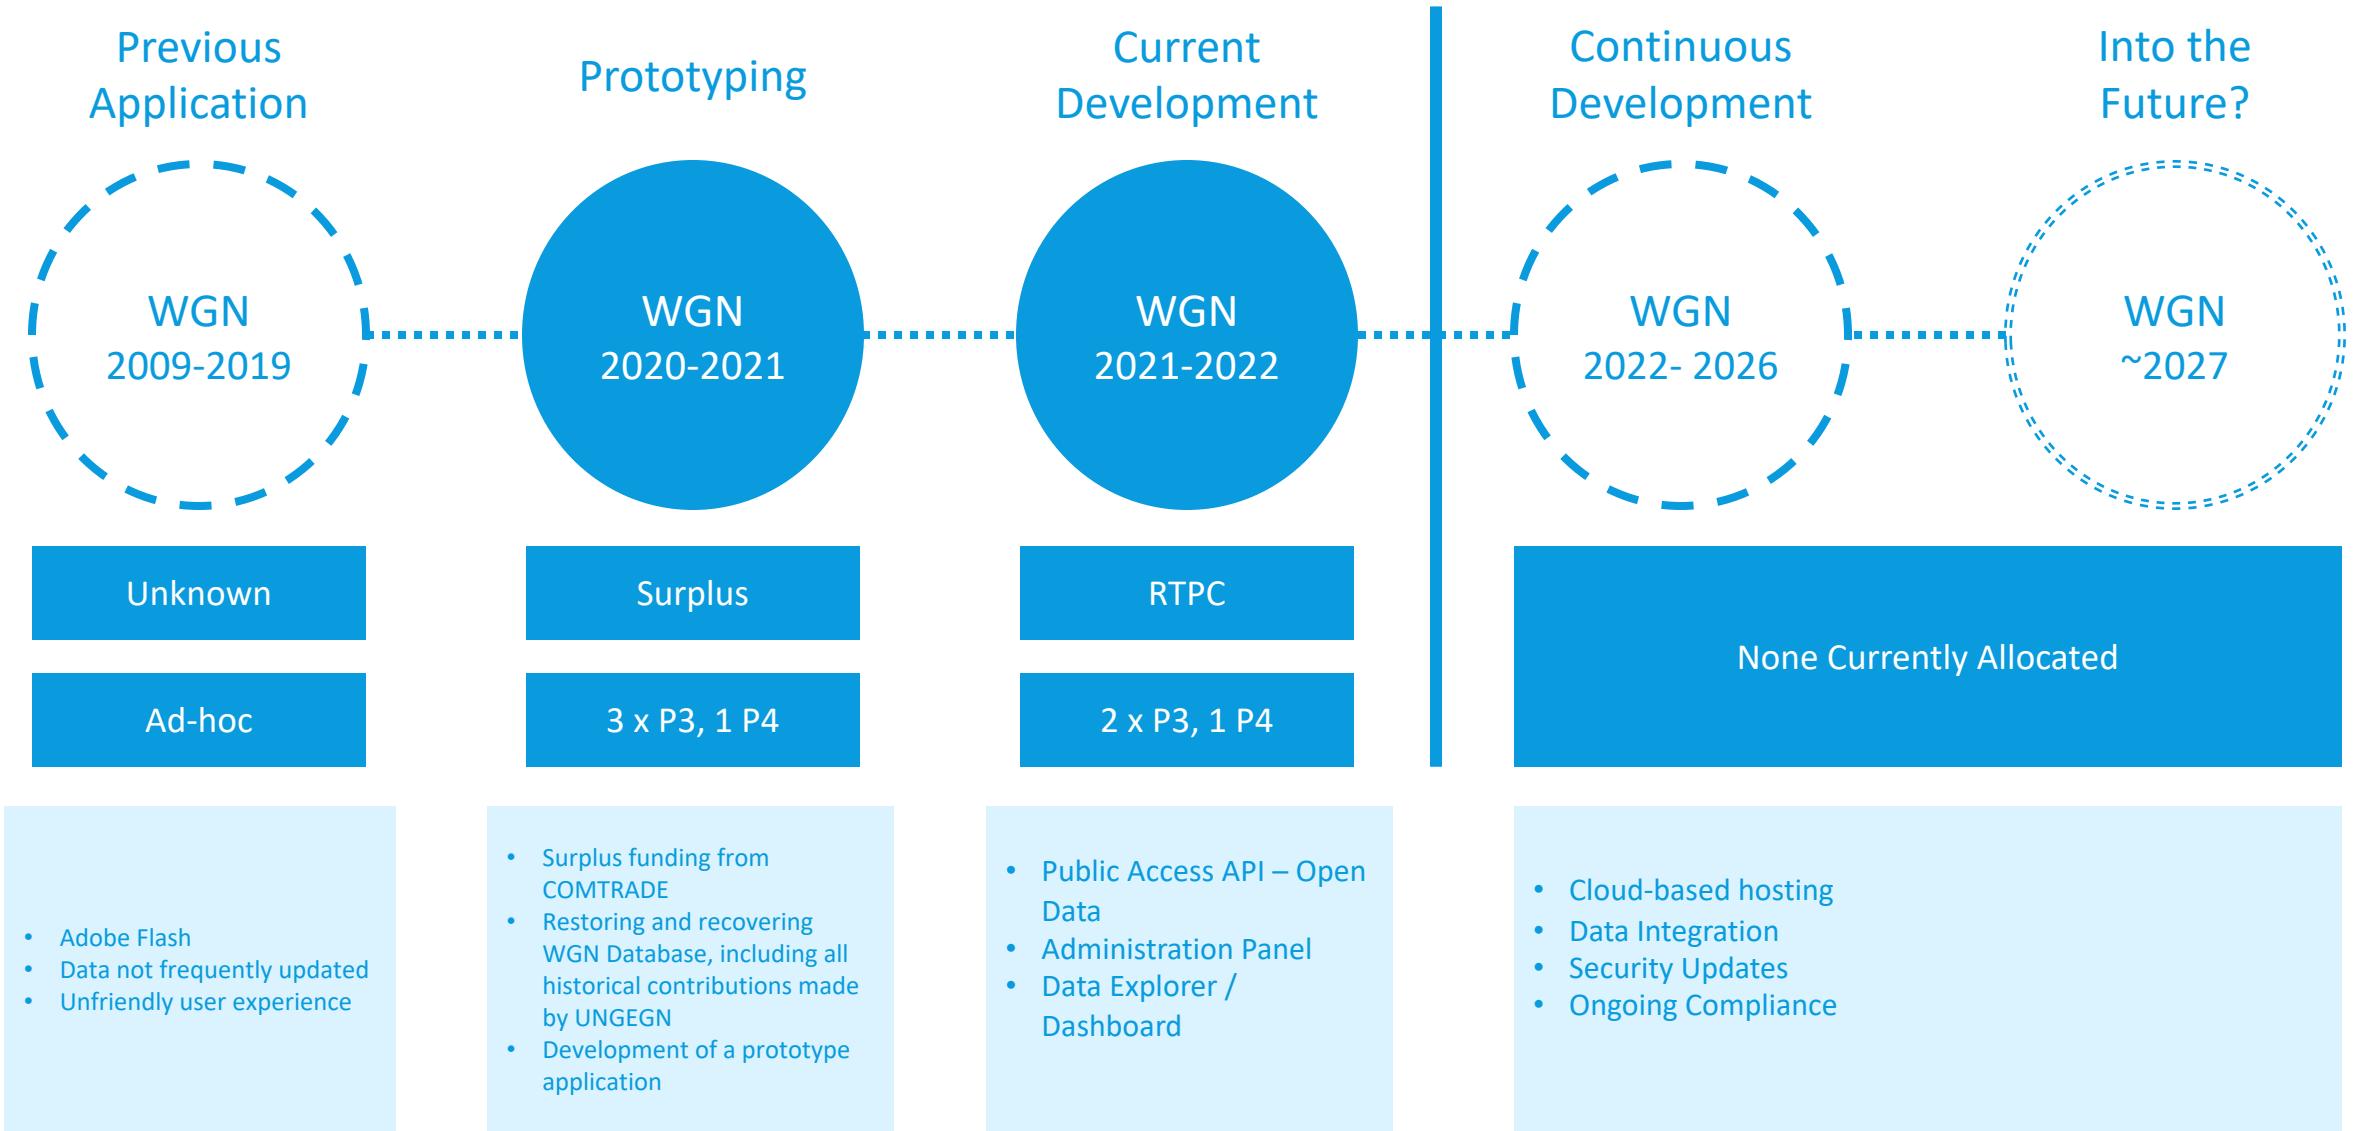 Previous
Application
Prototyping
Current
Development
Continuous
Development
Into the
Future?
WGN
2009-2019
WGN
2020-2021
WGN
2021-2022
WGN
2022- 2026
WGN
~2027
Unknown
Surplus
RTPC
None Currently Allocated
Ad-hoc
3 x P3, 1 P4
2 x P3, 1 P4
• Adobe Flash
• Data not frequently updated
• Unfriendly user experience
• Surplus funding from
COMTRADE
• Restoring and recovering
WGN Database, including all
historical contributions made
by UNGEGN
• Development of a prototype
application
• Public Access API – Open
Data
• Administration Panel
• Data Explorer /
Dashboard
• Cloud-based hosting
• Data Integration
• Security Updates
• Ongoing Compliance